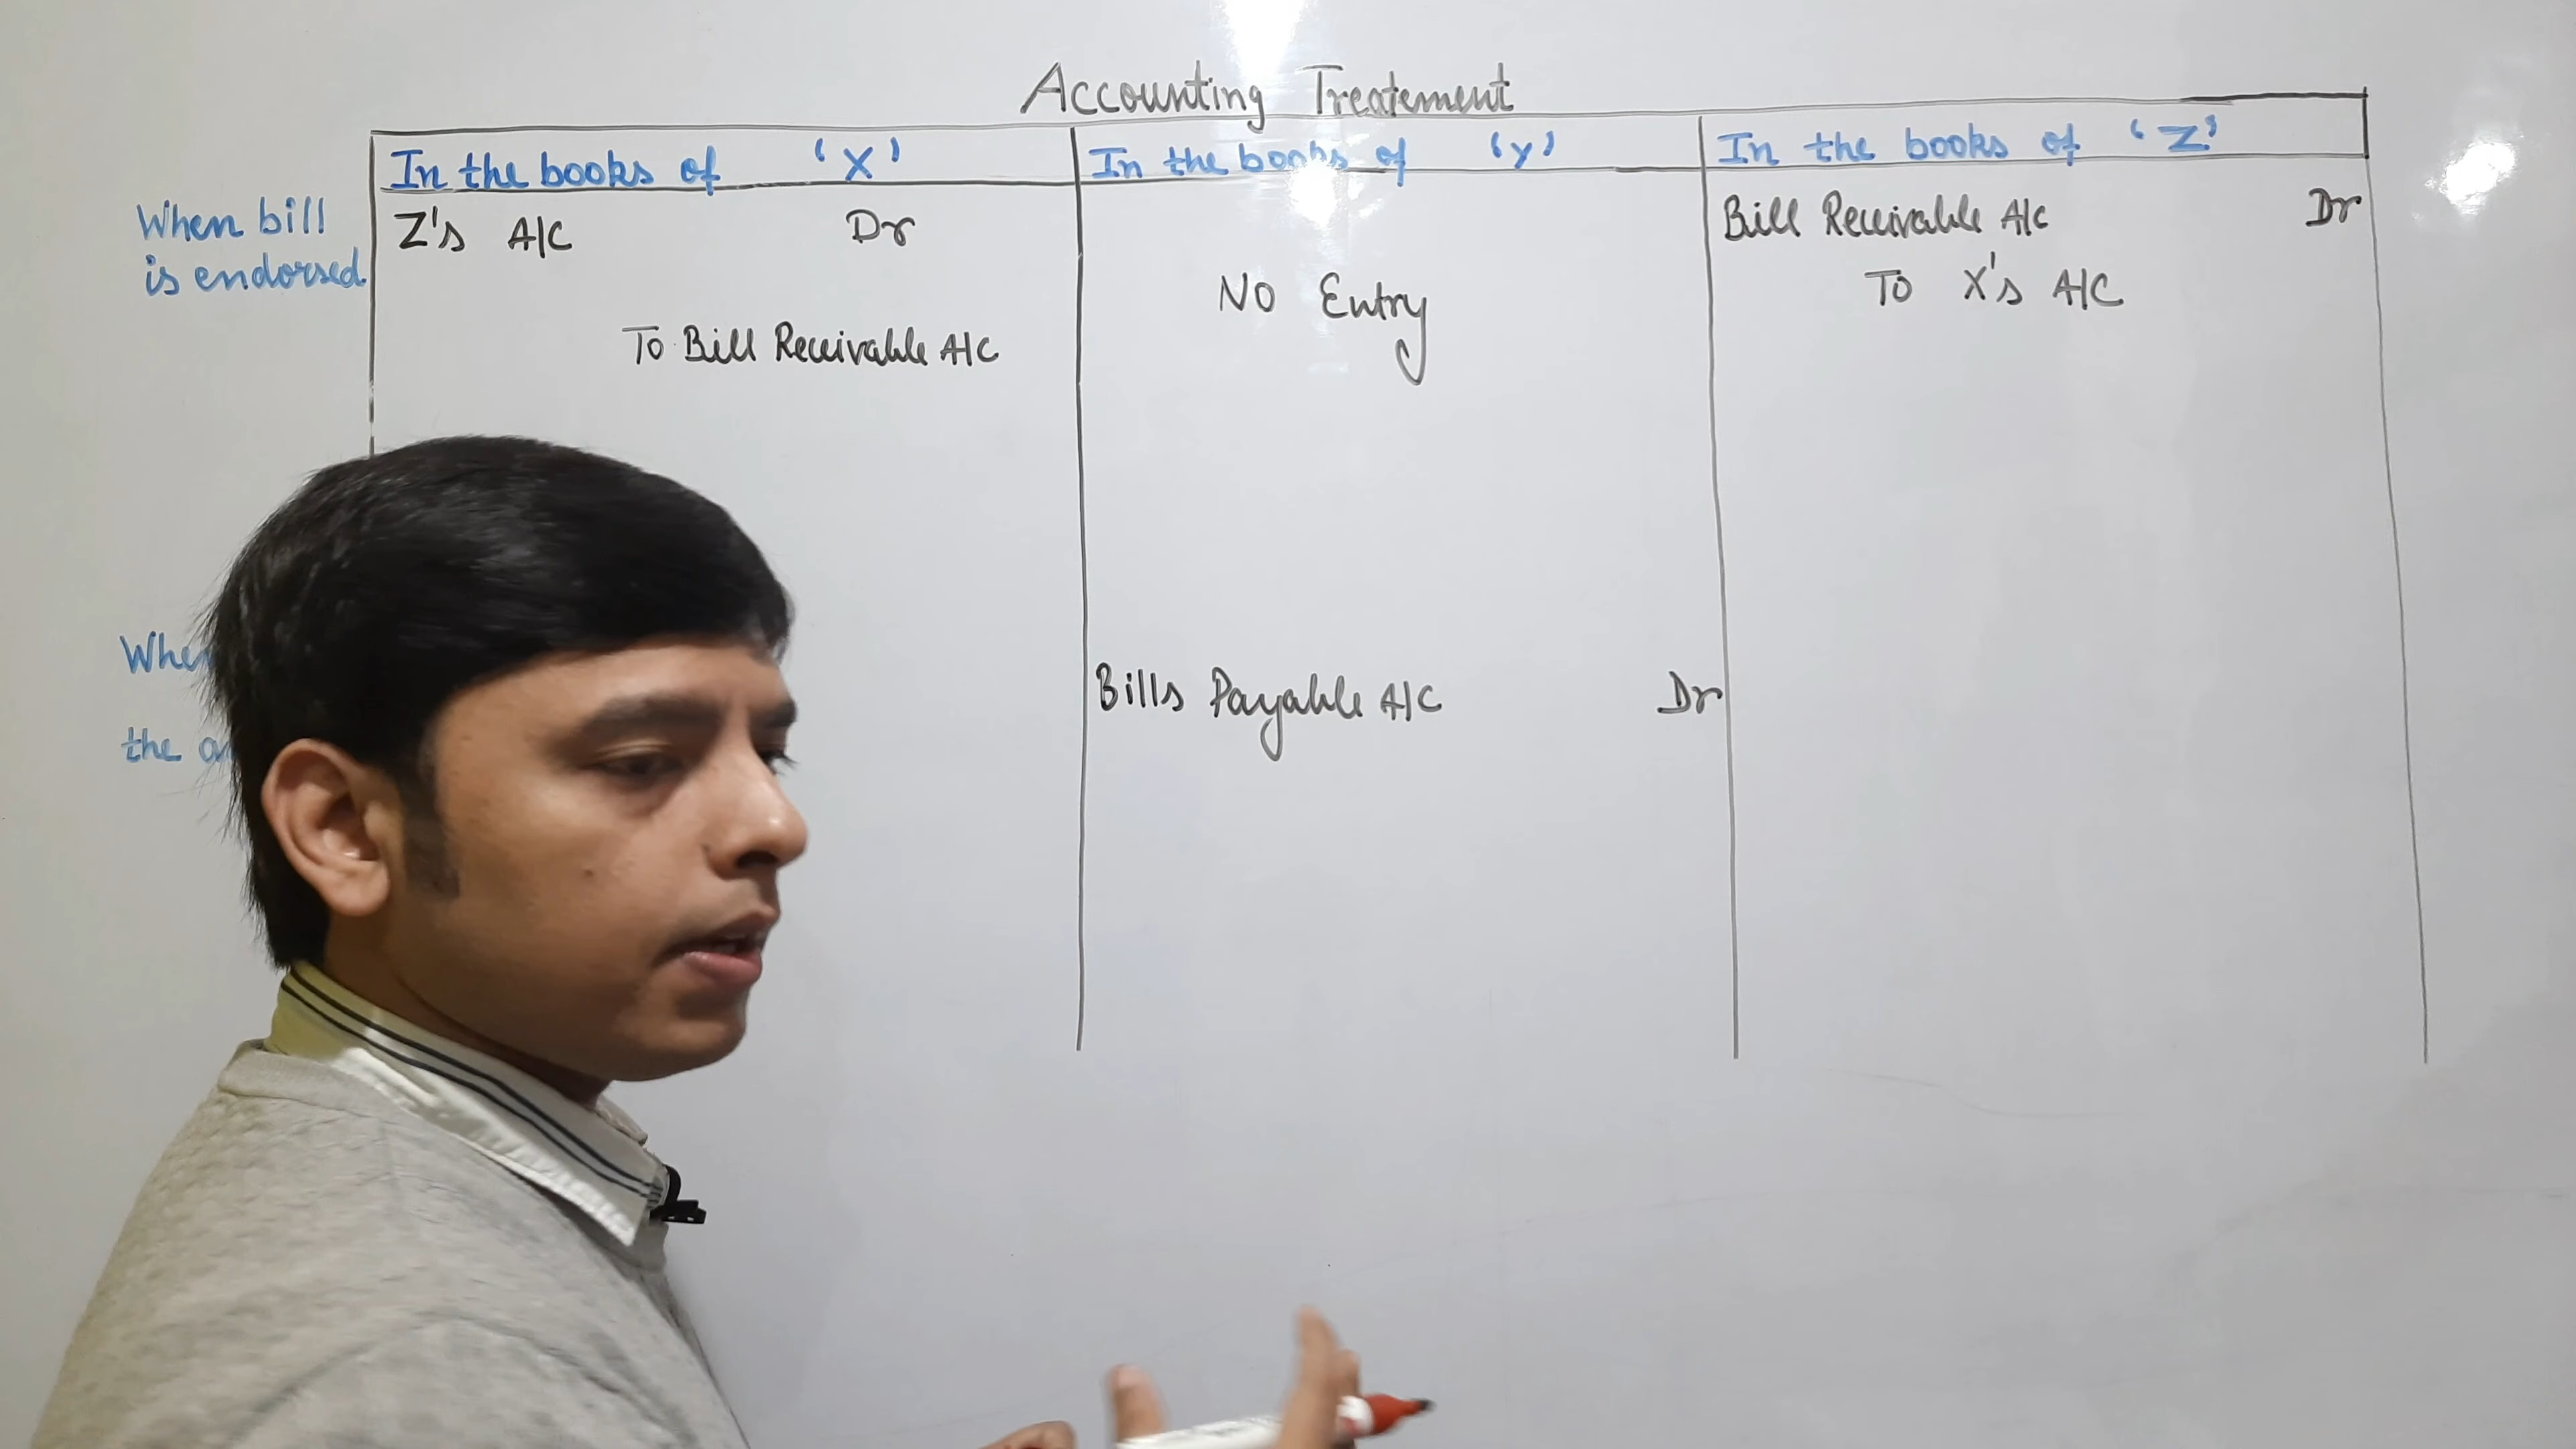 Accounting Treatement
In the books of 'X'
In the books of 'y'
In the books of 'Z'
When bill
is endorsed
Z's A/C Dr
To Bill Receivable A/C
No Entry
Bill Receivable A/C Dr
To X's A/C
the
Bills Payable A/C Dr